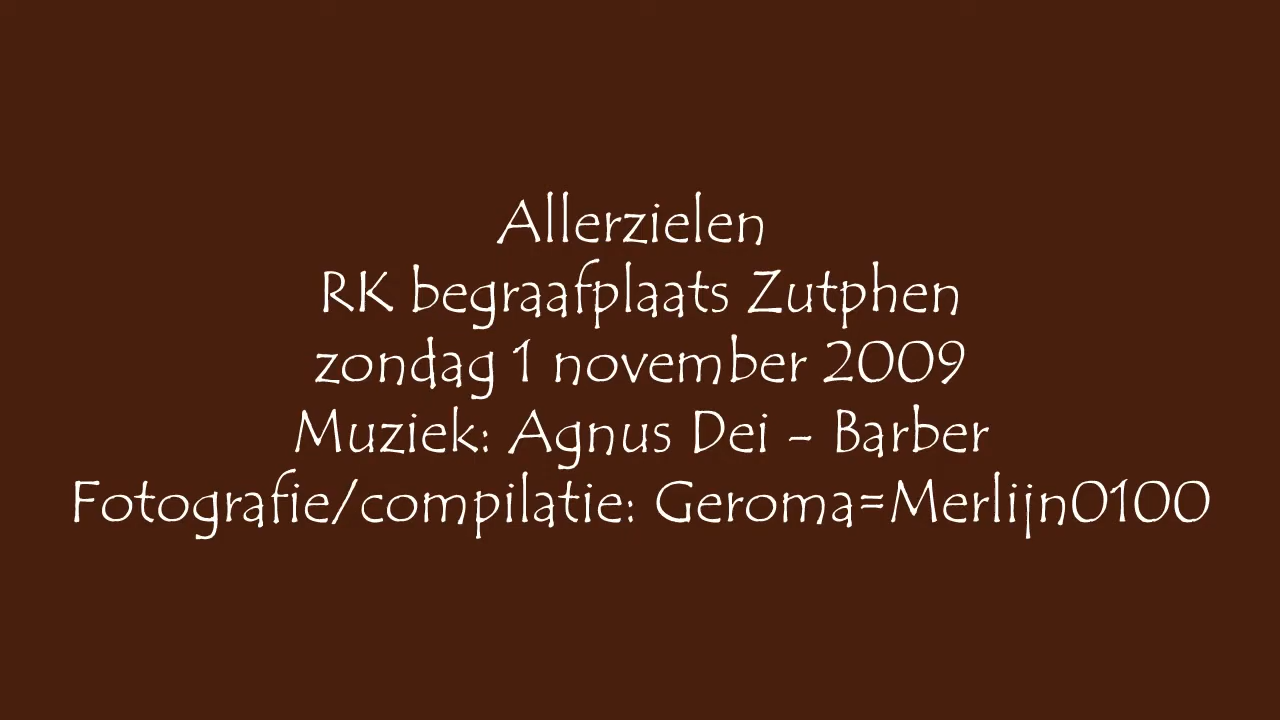 Allerzielen
RK begraafplaats Zutphen
zondag 1 november 2009
Muziek: Agnus Dei - Barber
Fotografie/compilatie: Geroma=Merlijn0100